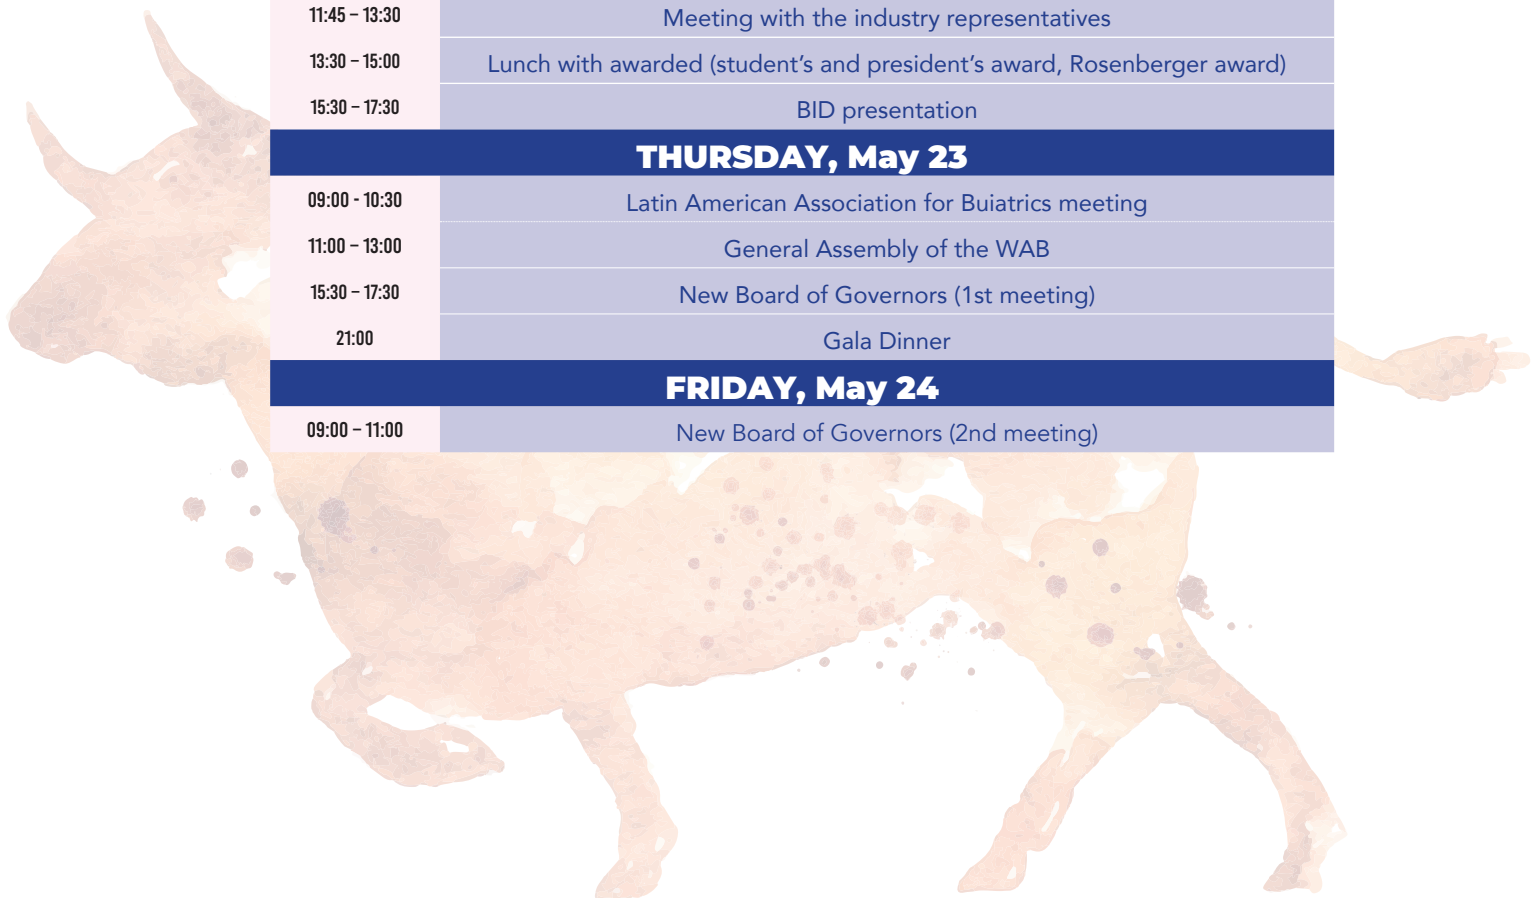 11:45 – 13:30 Meeting with the industry representatives
13:30 – 15:00 Lunch with awarded (student’s and president’s award, Rosenberger award)
15:30 – 17:30 BID presentation
THURSDAY, May 23
09:00 - 10:30 Latin American Association for Buiatrics meeting
11:00 – 13:00 General Assembly of the WAB
15:30 – 17:30 New Board of Governors (1st meeting)
21:00 Gala Dinner
FRIDAY, May 24
09:00 – 11:00 New Board of Governors (2nd meeting)